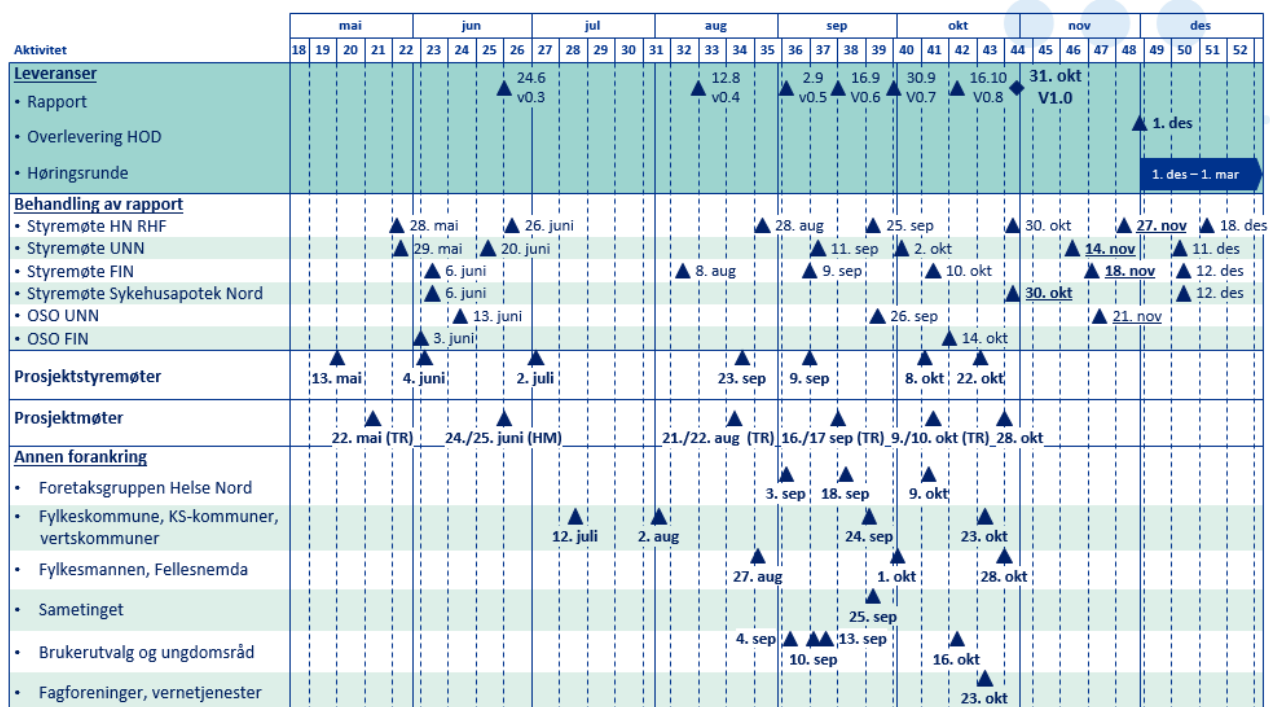 mai jun jul aug sep okt nov des
Aktivitet 18 19 20 21 22 23 24 25 26 27 28 29 30 31 32 33 34 35 36 37 38 39 40 41 42 43 44 45 46 47 48 49 50 51 52
Leveranser
• Rapport
24.6 12.8 2.9 16.9 30.9 16.10 31. okt
v0.3 v0.4 v0.5 V0.6 V0.7 V0.8 V1.0
• Overlevering HOD 1. des
• Høringsrunde 1. des – 1. mar
Behandling av rapport
• Styremøte HN RHF 28. mai 26. juni 28 aug 25. sep 30. okt 27. nov 18. des
• Styremøte UNN 29. mai 20. juni 11. sep 2. okt 14. nov 11. des
• Styremøte FIN 6. juni 8. aug 9. sep 10. okt 18. nov 12. des
• Styremøte Sykehusapotek Nord 6. juni 30. okt 12. des
• OSO UNN 13. juni 26. sep 21. nov
• OSO FIN 3. juni 14. okt
Prosjektstyremøter
13. mai 4. juni 2. juli 23. sep 9. sep 8. okt 22. okt
Prosjektmøter
22. mai (TR) 24./25. juni (HM) 21./22. aug (TR) 16./17 sep (TR) 9./10. okt (TR) 28. okt
Annen forankring
• Foretaksgruppen Helse Nord
3. sep 18. sep 9. okt
• Fylkeskommune, KS-kommuner,
vertskommuner
12. juli 2. aug 24. sep 23. okt
• Fylkesmannen, Fellesnemda
27. aug 1. okt 28. okt
• Sametinget
25. sep
• Brukerutvalg og ungdomsråd
4. sep 13. sep
10. sep 16. okt
• Fagforeninger, vernetjenester
23. okt